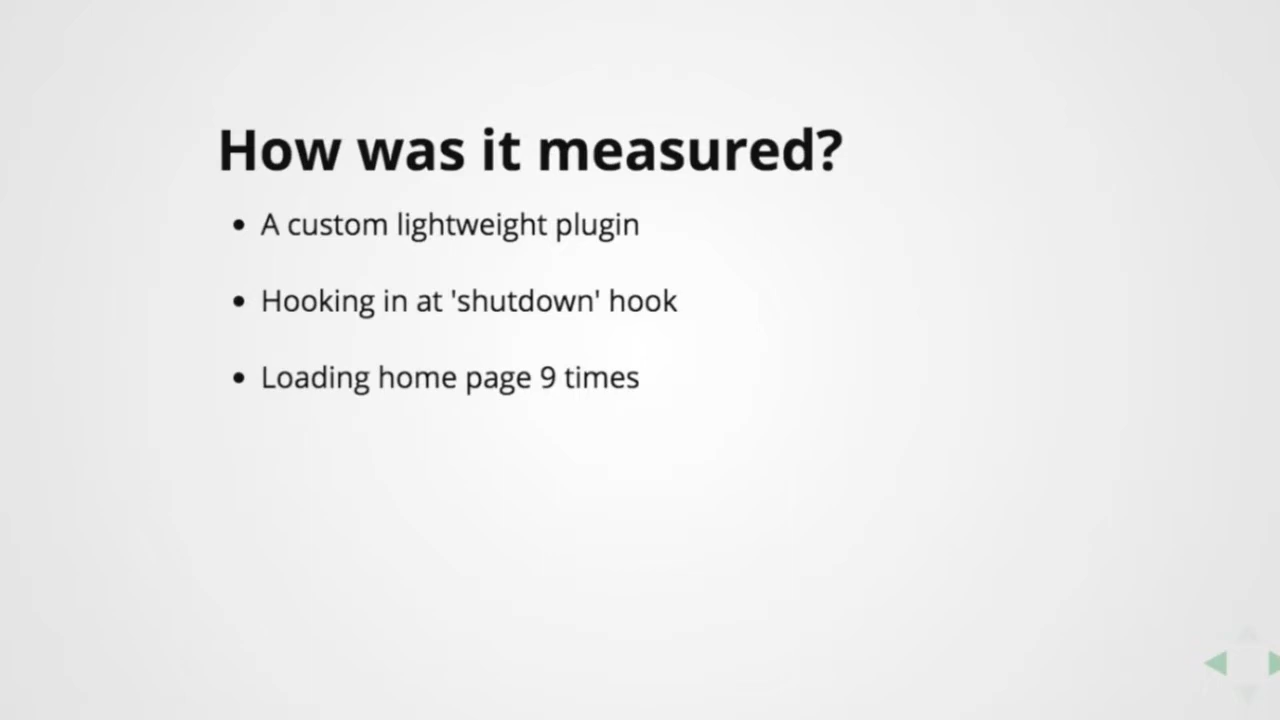 How was it measured?
• A custom lightweight plugin
• Hooking in at 'shutdown' hook
• Loading home page 9 times